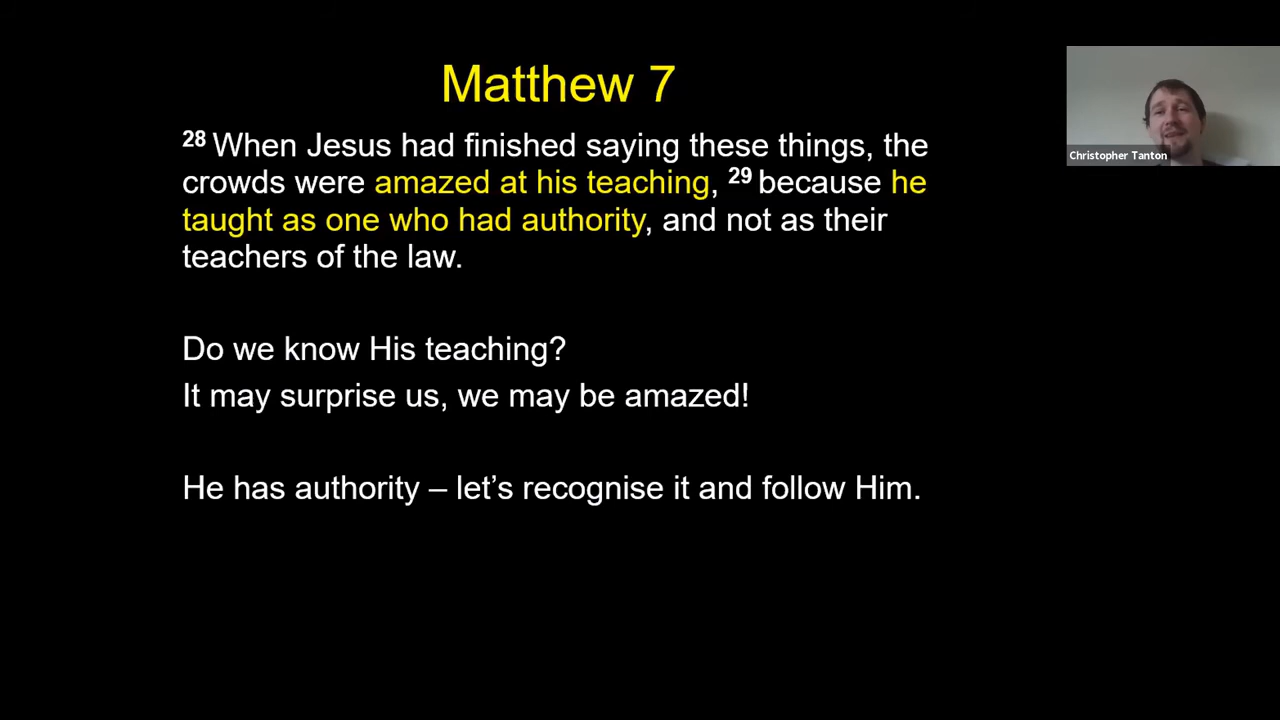 Matthew 7
28 When Jesus had finished saying these things, the
crowds were amazed at his teaching, 29 because he
taught as one who had authority, and not as their
teachers of the law.
Do we know His teaching?
It may surprise us, we may be amazed!
He has authority – let’s recognise it and follow Him.
Christopher Tanton